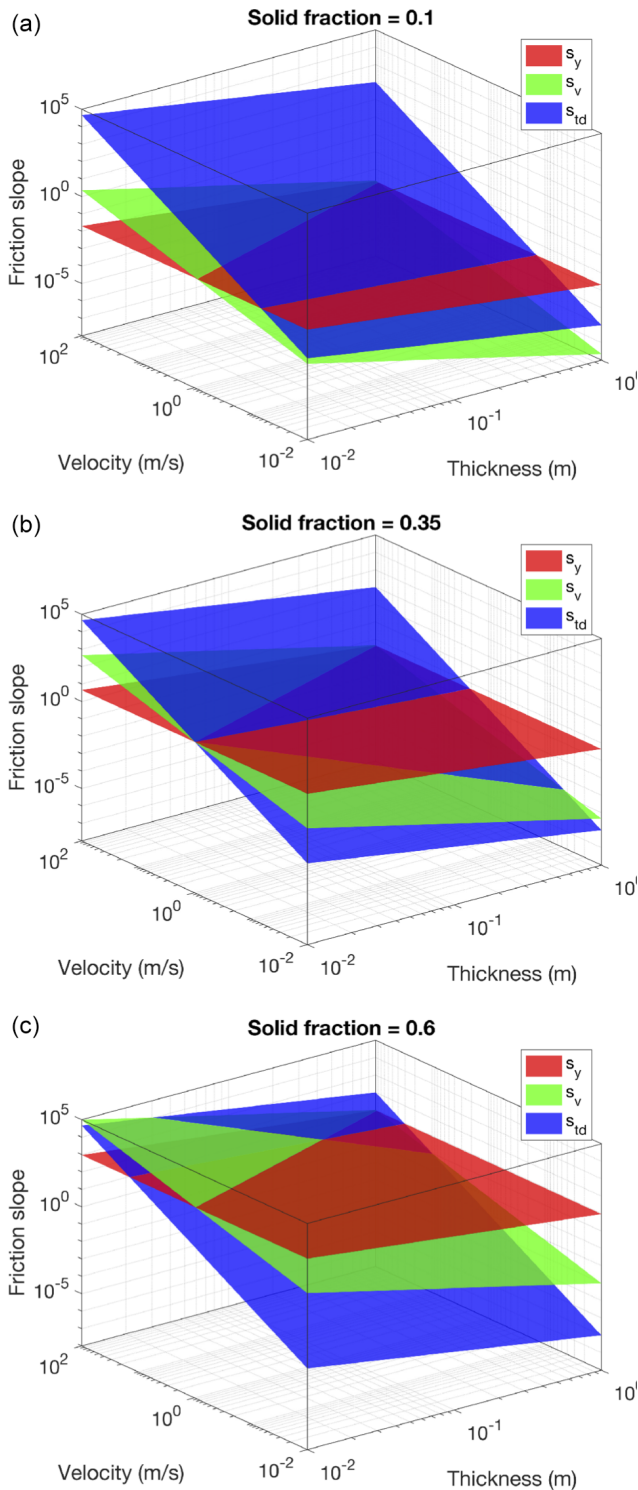 (a)
Solid fraction = 0.1
s_y
s_v
s_td
10^5
10^0
10^-5
Friction slope
10^2
10^0
10^-2
Velocity (m/s)
10^-2
10^-1
10^0
Thickness (m)
(b)
Solid fraction = 0.35
s_y
s_v
s_td
10^5
10^0
10^-5
Friction slope
10^2
10^0
10^-2
Velocity (m/s)
10^-2
10^-1
10^0
Thickness (m)
(c)
Solid fraction = 0.6
s_y
s_v
s_td
10^5
10^0
10^-5
Friction slope
10^2
10^0
10^-2
Velocity (m/s)
10^-2
10^-1
10^0
Thickness (m)